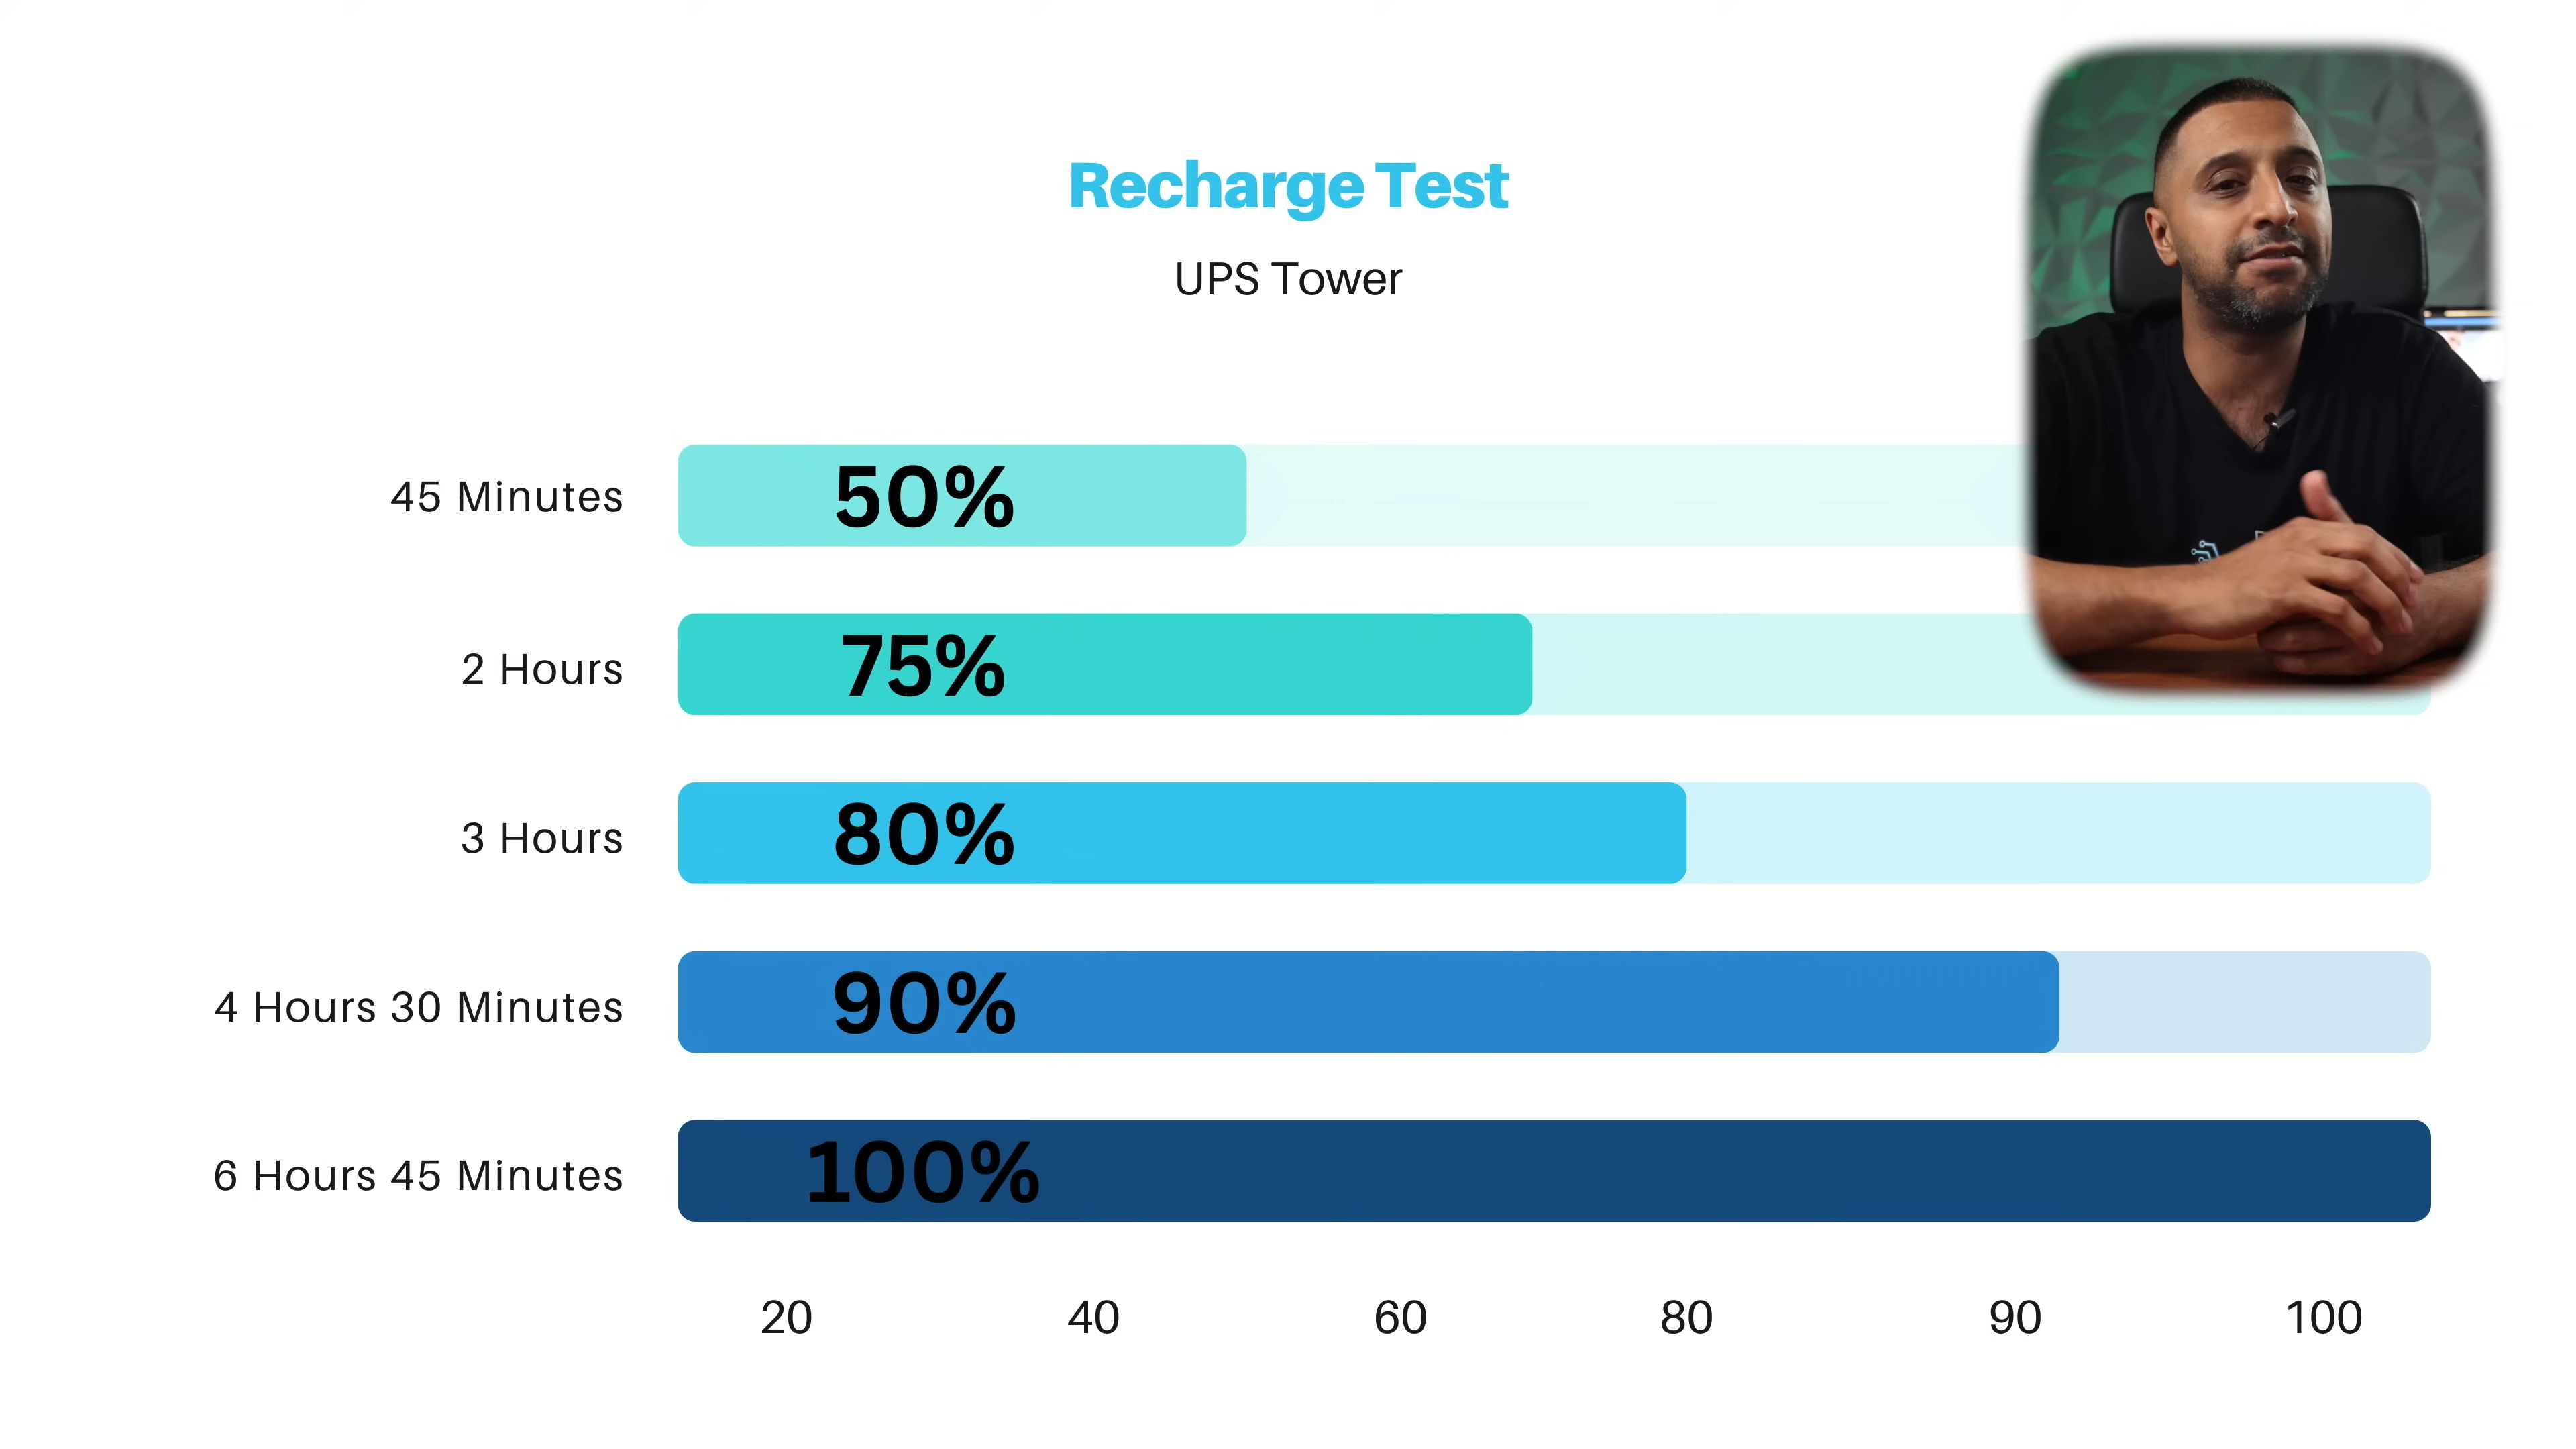 Recharge Test
UPS Tower
45 Minutes 50%
2 Hours 75%
3 Hours 80%
4 Hours 30 Minutes 90%
6 Hours 45 Minutes 100%
20 40 60 80 90 100